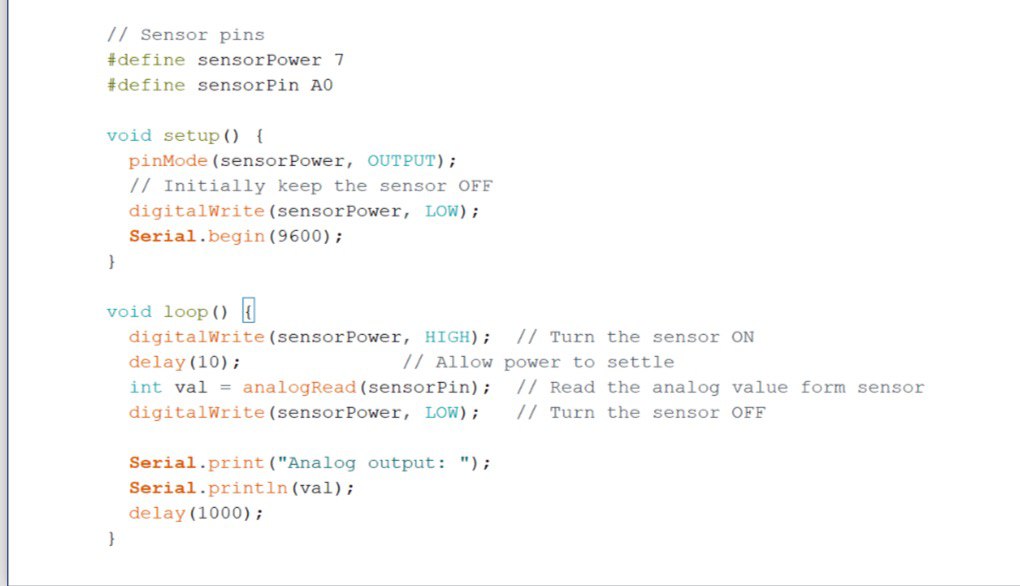 // Sensor pins
#define sensorPower 7
#define sensorPin A0

void setup() {
  pinMode(sensorPower, OUTPUT);
  // Initially keep the sensor OFF
  digitalWrite(sensorPower, LOW);
  Serial.begin(9600);
}

void loop() {
  digitalWrite(sensorPower, HIGH);  // Turn the sensor ON
  delay(10);              // Allow power to settle
  int val = analogRead(sensorPin);  // Read the analog value form sensor
  digitalWrite(sensorPower, LOW);   // Turn the sensor OFF

  Serial.print("Analog output: ");
  Serial.println(val);
  delay(1000);
}